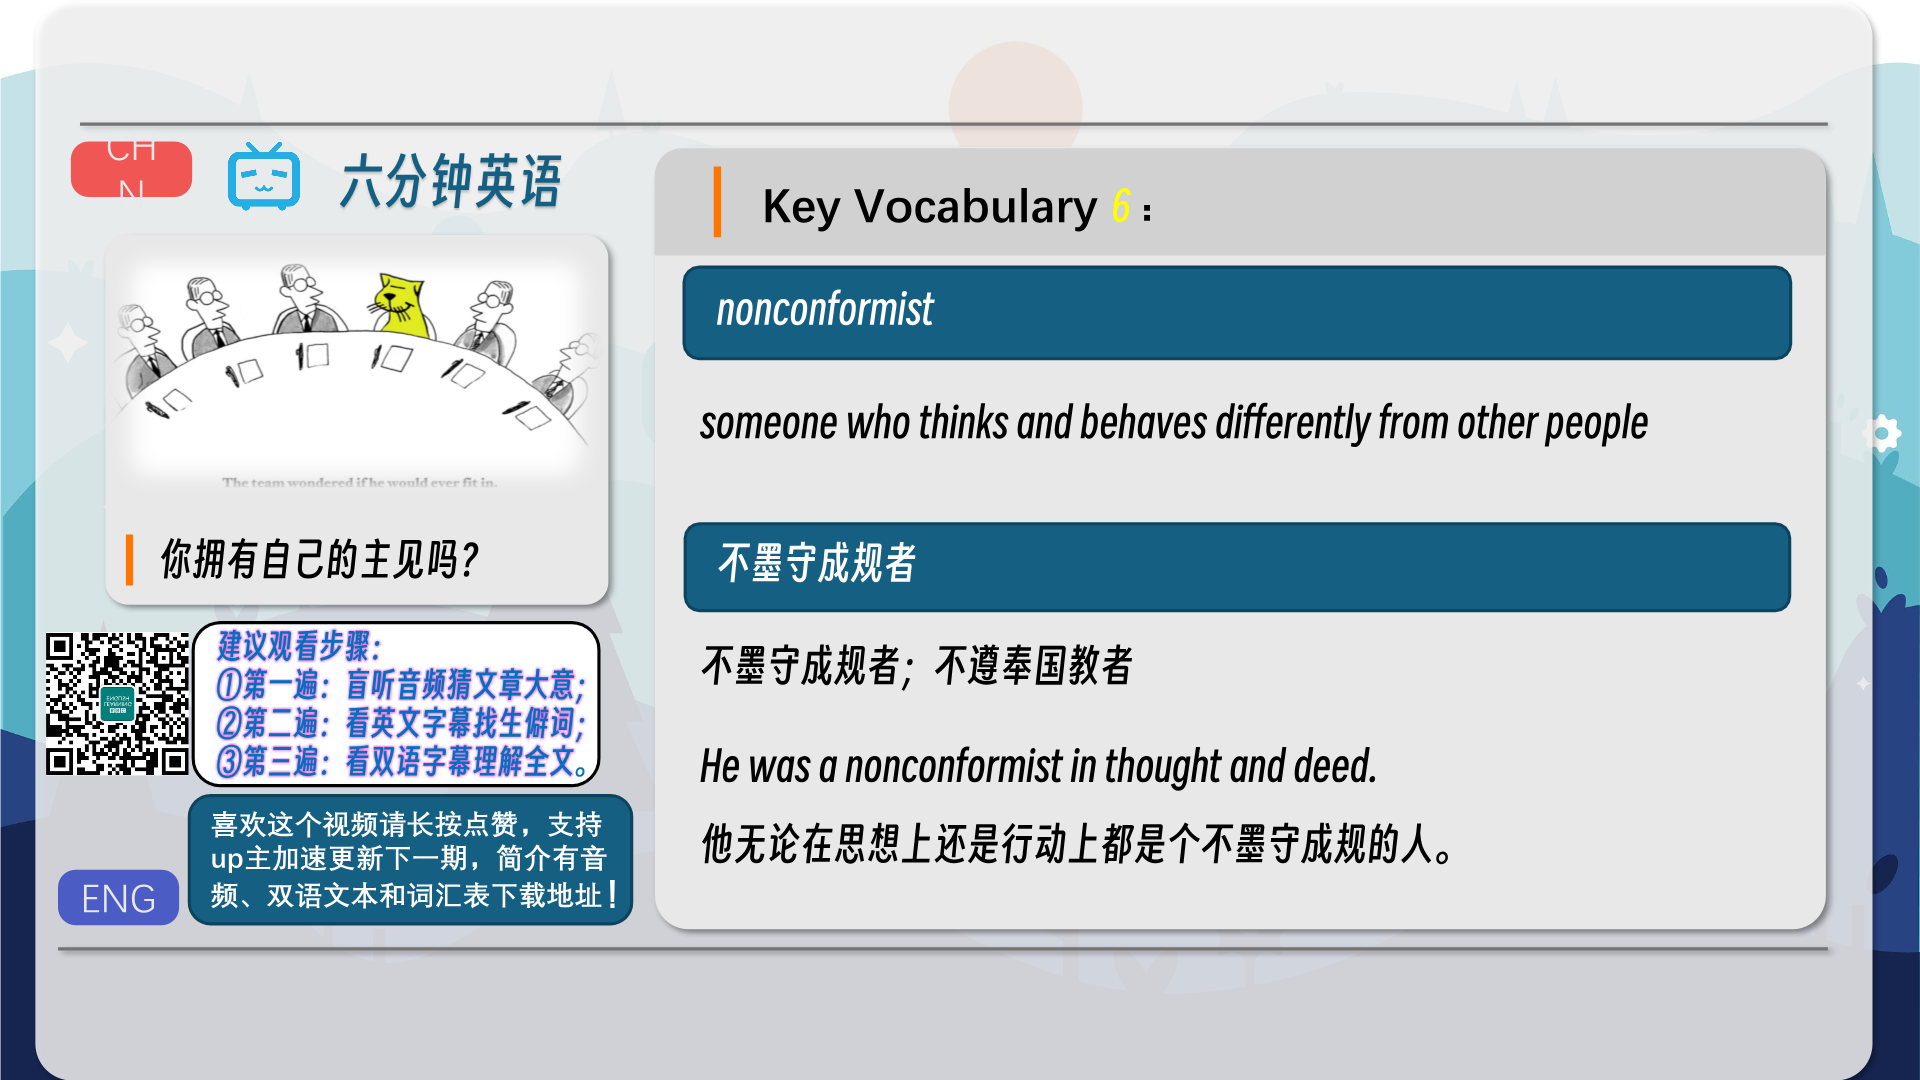 CH
N
六分钟英语
The team wondered if he would ever fit in.
你拥有自己的主见吗？
建议观看步骤：
①第一遍：盲听音频猜文章大意；
②第二遍：看英文字幕找生僻词；
③第三遍：看双语字幕理解全文。
喜欢这个视频请长按点赞，支持
up主加速更新下一期，简介有音
频、双语文本和词汇表下载地址！
ENG
Key Vocabulary 6：
nonconformist
someone who thinks and behaves differently from other people
不墨守成规者
不墨守成规者；不遵奉国教者
He was a nonconformist in thought and deed.
他无论在思想上还是行动上都是个不墨守成规的人。